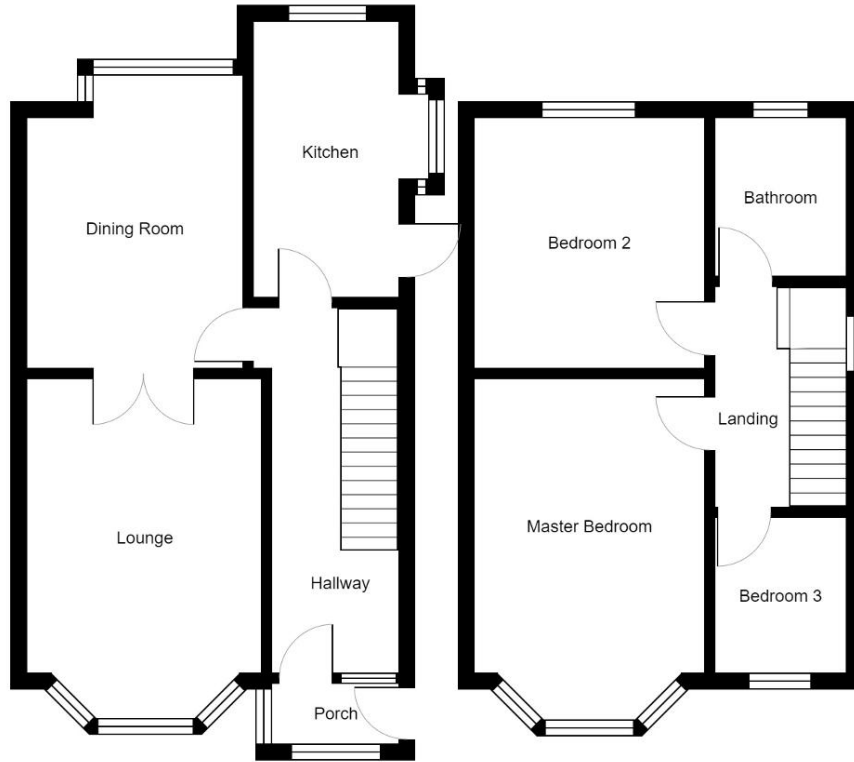 Kitchen
Dining Room
Lounge
Hallway
Porch
Bedroom 2
Bathroom
Landing
Master Bedroom
Bedroom 3